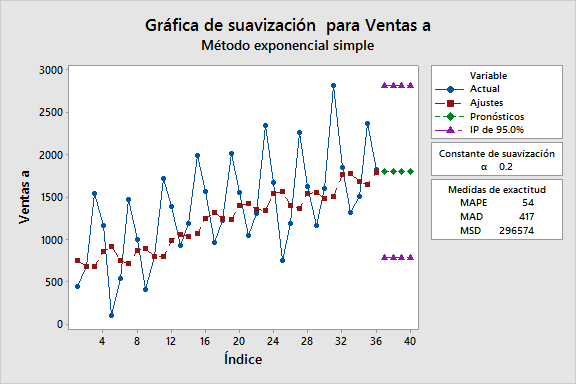 Gráfica de suavización para Ventas a
Método exponencial simple
3000
2500
2000
1500
1000
500
0
Ventas a
4 8 12 16 20 24 28 32 36 40
Índice
Variable
Actual
Ajustes
Pronósticos
IP de 95.0%
Constante de suavización
α 0.2
Medidas de exactitud
MAPE 54
MAD 417
MSD 296574